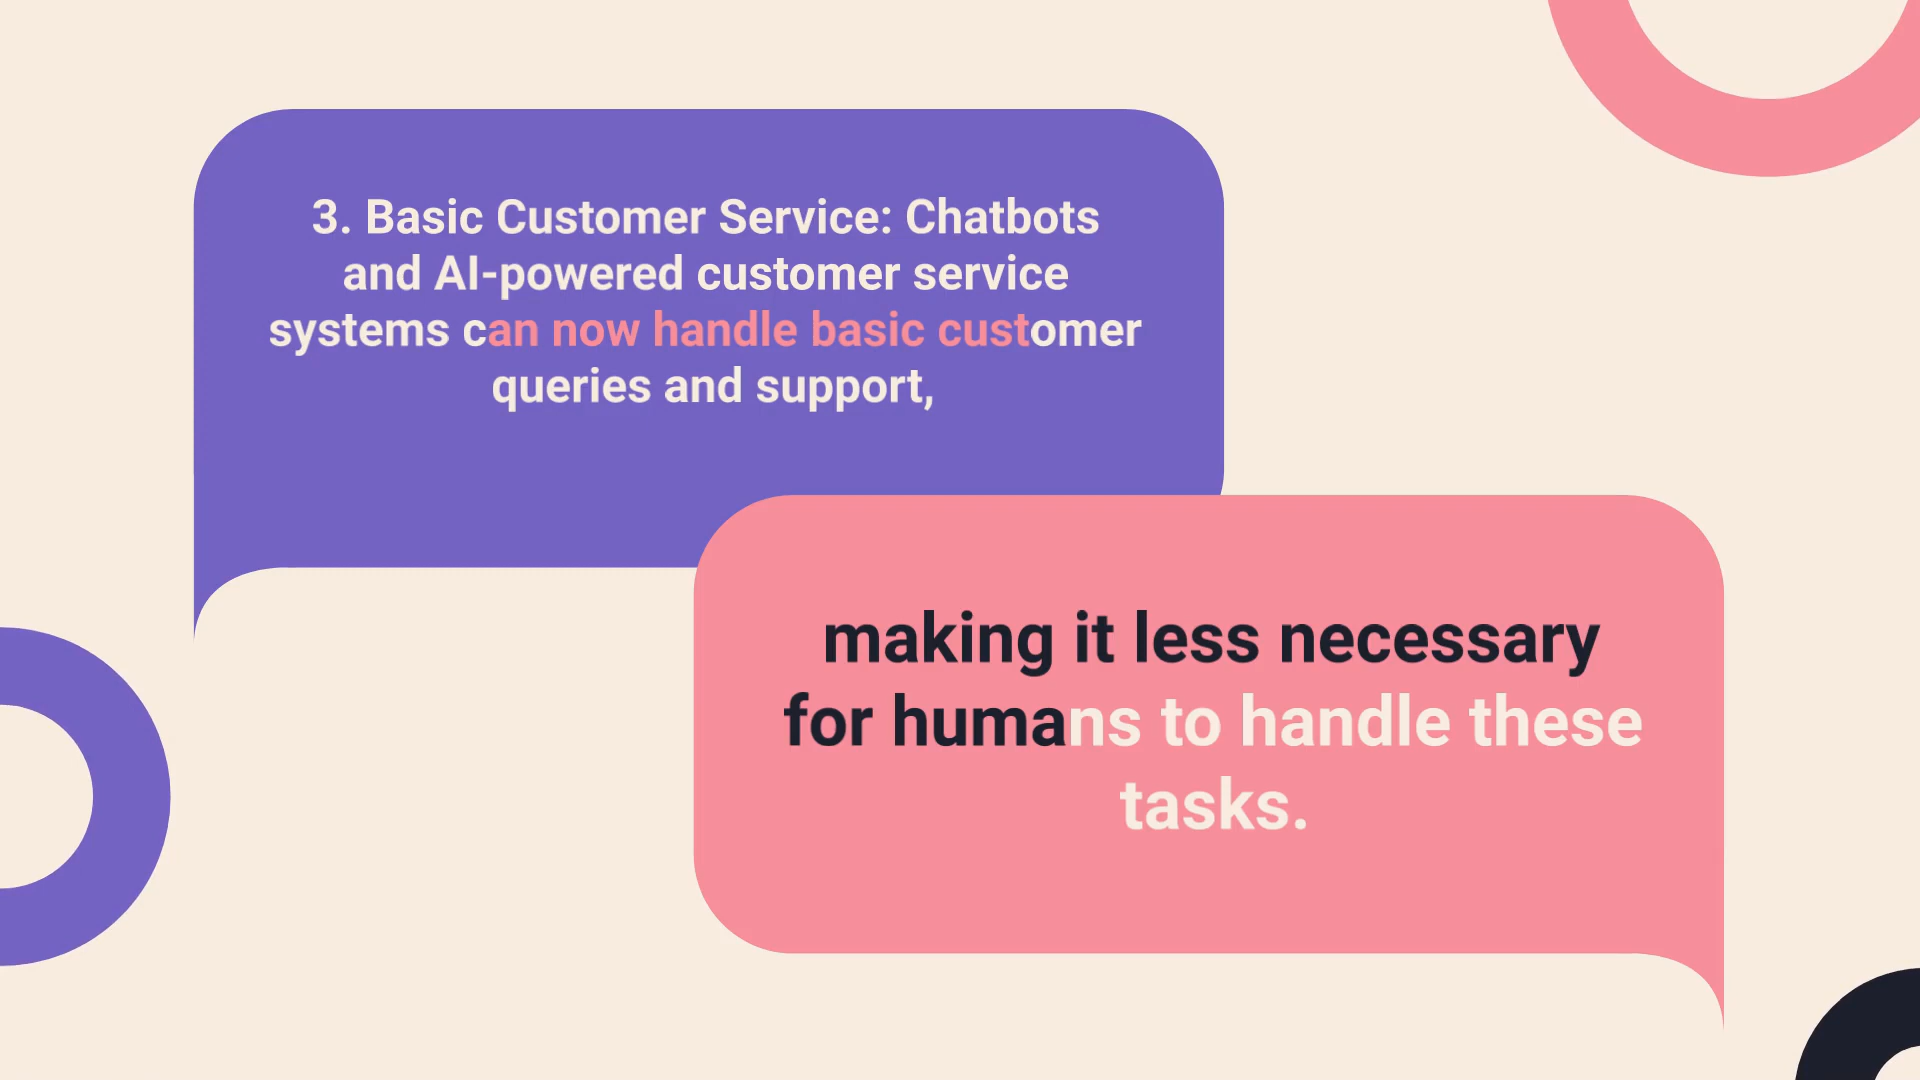 3. Basic Customer Service: Chatbots
and AI-powered customer service
systems can now handle basic customer
queries and support,
making it less necessary
for humans to handle these
tasks.